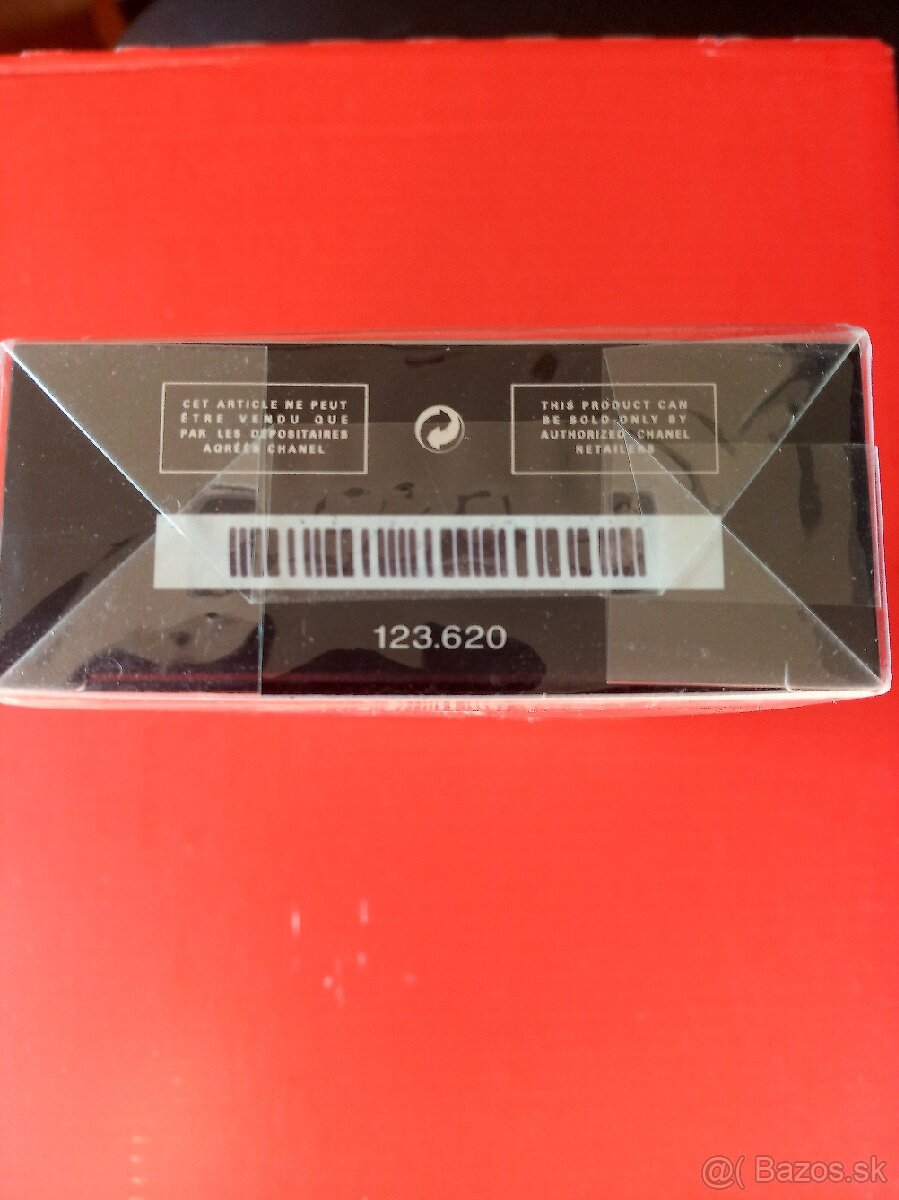 CET ARTICLE NE PEUT
ÊTRE VENDU QUE
PAR LES DÉPOSITAIRES
AGRÉÉS CHANEL
THIS PRODUCT CAN
BE SOLD ONLY BY
AUTHORIZED CHANEL
RETAILERS
123.620
@( Bazos.sk